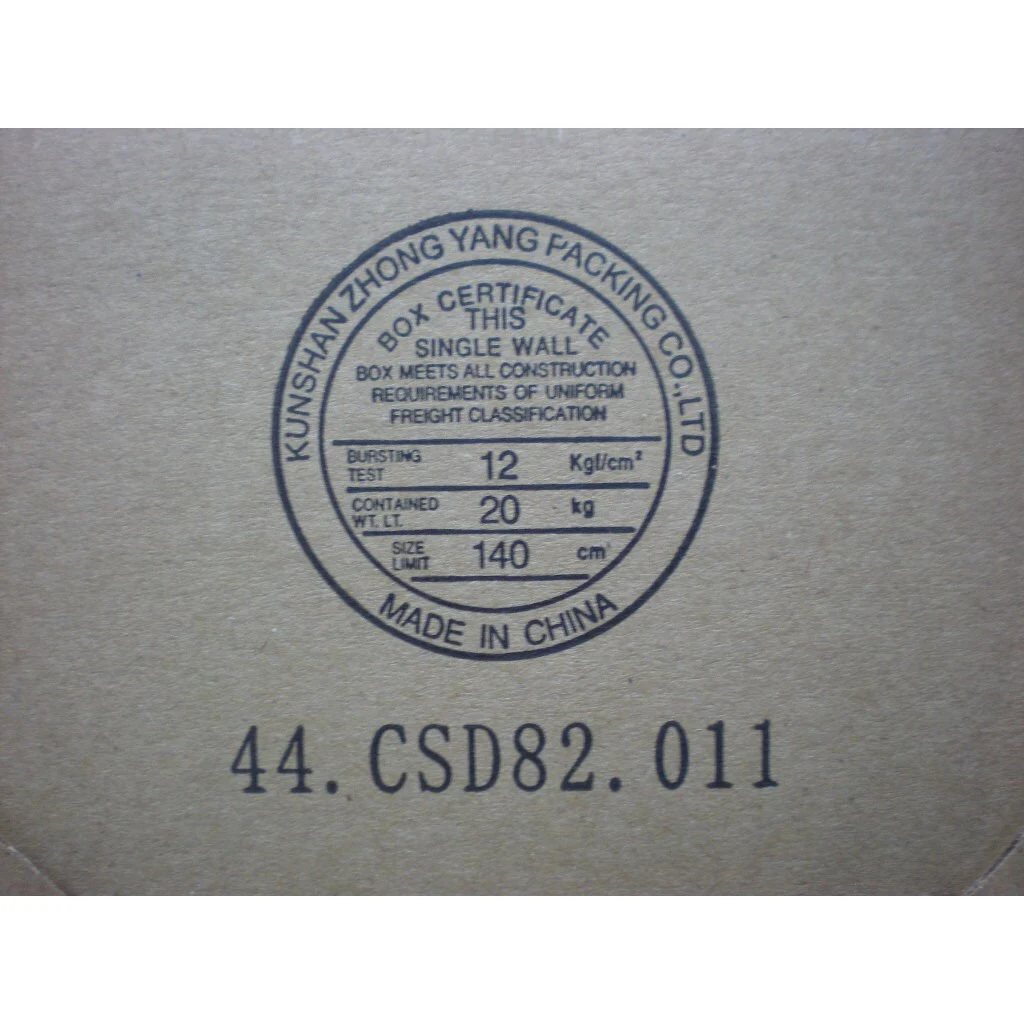 KUNSHAN ZHONG YANG PACKING CO.,LTD
BOX CERTIFICATE
THIS
SINGLE WALL
BOX MEETS ALL CONSTRUCTION
REQUIREMENTS OF UNIFORM
FREIGHT CLASSIFICATION
BURSTING TEST 12 Kgf/cm²
CONTAINED WT. LT. 20 kg
SIZE LIMIT 140 cm
MADE IN CHINA
44.CSD82.011